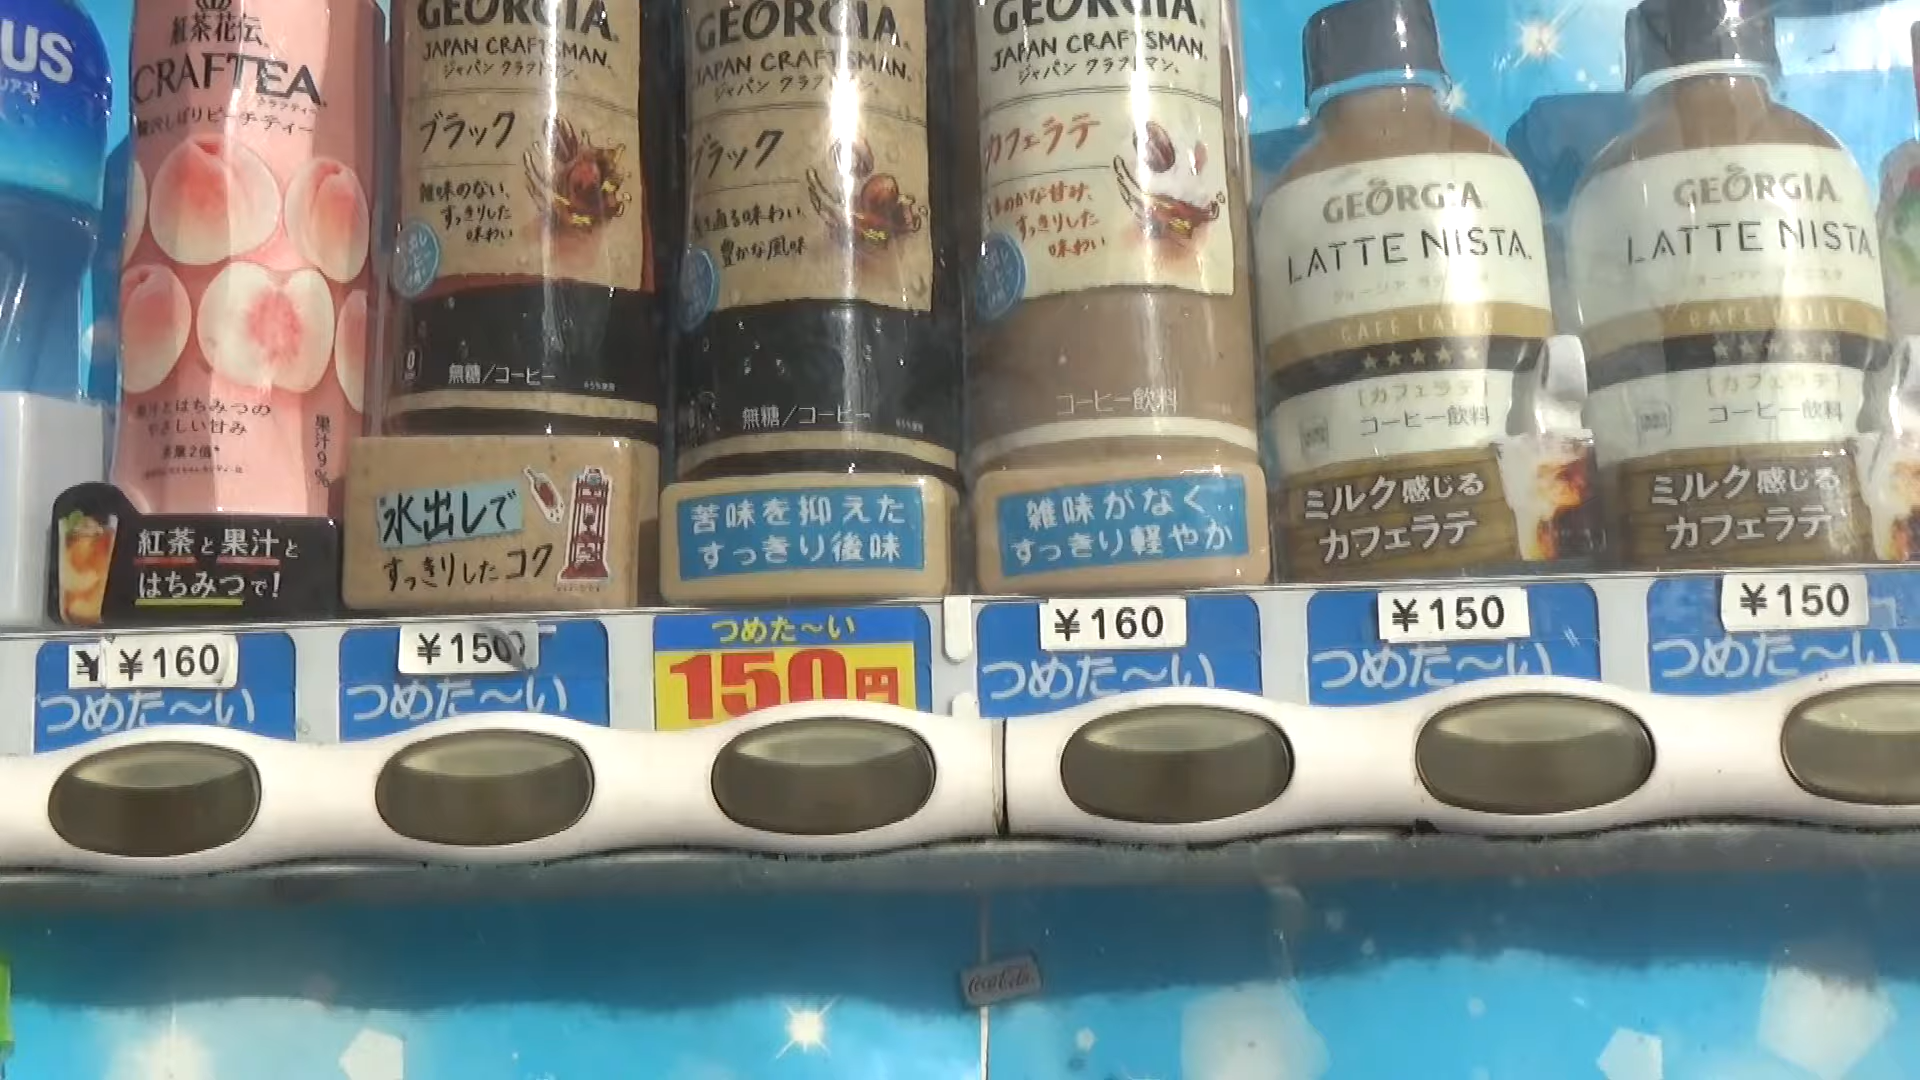 US
紅茶花伝
CRAFTEA
クラフティー
贅沢しぼりピーチティー
果汁とはちみつの
やさしい甘み
茶葉2倍*
果汁9%
紅茶と果汁と
はちみつで!
GEORGIA
JAPAN CRAFTSMAN
ジャパン クラフトマン
ブラック
雑味のない、
すっきりした
味わい
無糖/コーヒー
水出しで
すっきりしたコク
GEORGIA
JAPAN CRAFTSMAN
ジャパン クラフトマン
ブラック
豊かな風味
無糖/コーヒー
苦味を抑えた
すっきり後味
GEORGIA
JAPAN CRAFTSMAN
ジャパン クラフトマン
カフェラテ
ほのかな甘み、
すっきりした
味わい
コーヒー飲料
雑味がなく
すっきり軽やか
GEORGIA
LATTE NISTA
CAFE LATTE
[カフェラテ]
コーヒー飲料
ミルク感じる
カフェラテ
GEORGIA
LATTE NISTA
CAFE LATTE
[カフェラテ]
コーヒー飲料
ミルク感じる
カフェラテ
¥160
つめた〜い
¥150
つめた〜い
つめた〜い
150円
¥160
つめた〜い
¥150
つめた〜い
¥150
つめた〜い
Coca-Cola